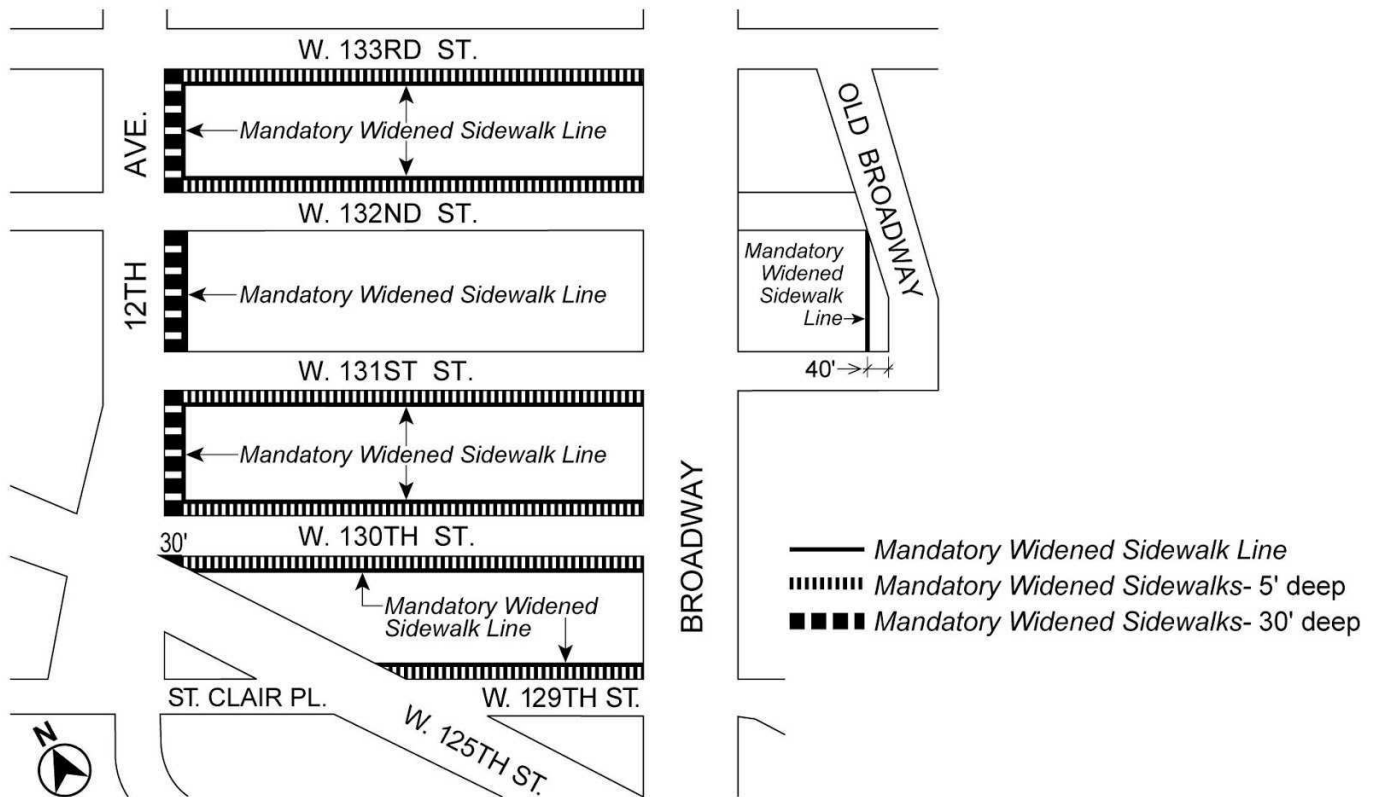 W. 133RD ST.
Mandatory Widened Sidewalk Line
AVE.
OLD BROADWAY
W. 132ND ST.
12TH
Mandatory Widened Sidewalk Line
Mandatory
Widened
Sidewalk
Line
40'
W. 131ST ST.
Mandatory Widened Sidewalk Line
BROADWAY
W. 130TH ST.
30'
Mandatory Widened
Sidewalk Line
Mandatory Widened Sidewalk Line
Mandatory Widened Sidewalks- 5' deep
Mandatory Widened Sidewalks- 30' deep
ST. CLAIR PL.
W. 129TH ST.
W. 125TH ST.
N